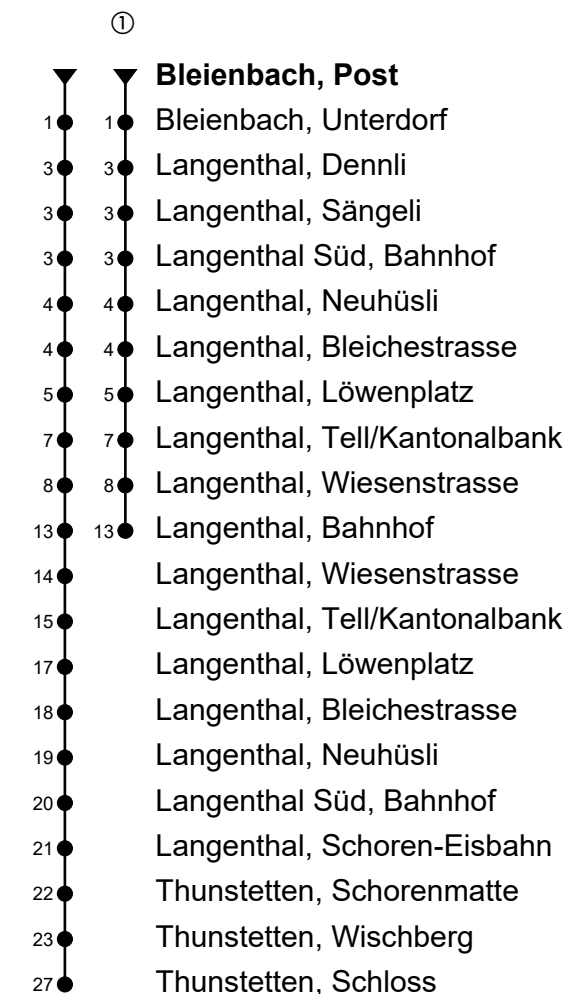 ①
Bleienbach, Post
1 1 Bleienbach, Unterdorf
3 3 Langenthal, Dennli
3 3 Langenthal, Sängeli
3 3 Langenthal Süd, Bahnhof
4 4 Langenthal, Neuhüsli
4 4 Langenthal, Bleichestrasse
5 5 Langenthal, Löwenplatz
7 7 Langenthal, Tell/Kantonalbank
8 8 Langenthal, Wiesenstrasse
13 13 Langenthal, Bahnhof
14 Langenthal, Wiesenstrasse
15 Langenthal, Tell/Kantonalbank
17 Langenthal, Löwenplatz
18 Langenthal, Bleichestrasse
19 Langenthal, Neuhüsli
20 Langenthal Süd, Bahnhof
21 Langenthal, Schoren-Eisbahn
22 Thunstetten, Schorenmatte
23 Thunstetten, Wischberg
27 Thunstetten, Schloss